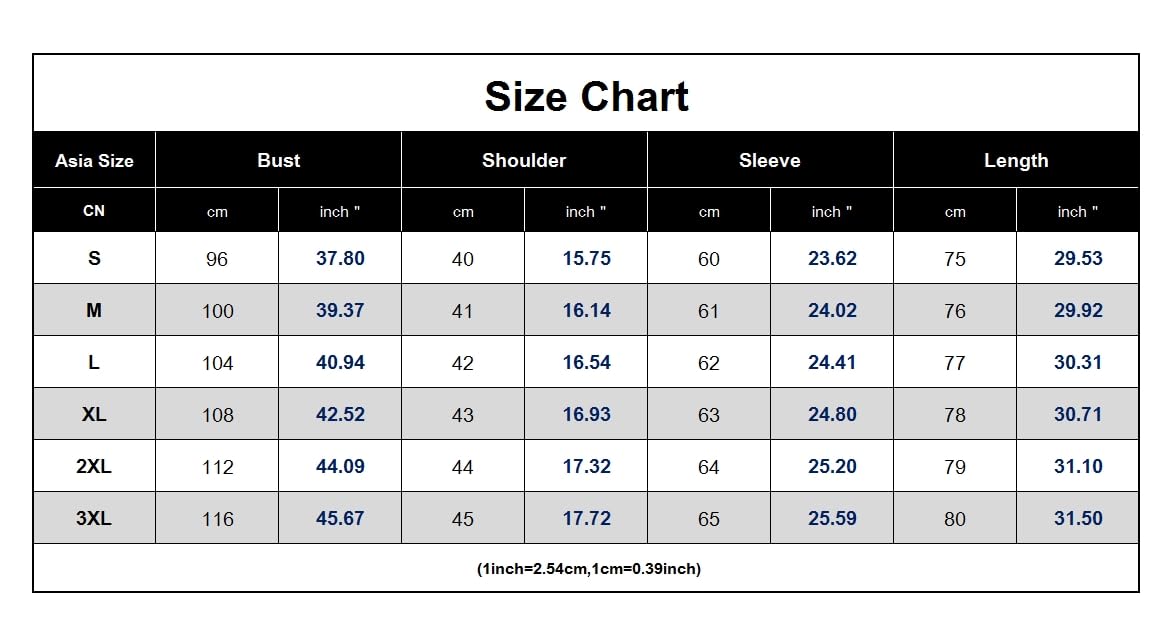 Size Chart
Asia Size Bust Shoulder Sleeve Length
CN cm inch " cm inch " cm inch " cm inch "
S 96 37.80 40 15.75 60 23.62 75 29.53
M 100 39.37 41 16.14 61 24.02 76 29.92
L 104 40.94 42 16.54 62 24.41 77 30.31
XL 108 42.52 43 16.93 63 24.80 78 30.71
2XL 112 44.09 44 17.32 64 25.20 79 31.10
3XL 116 45.67 45 17.72 65 25.59 80 31.50
(1inch=2.54cm,1cm=0.39inch)